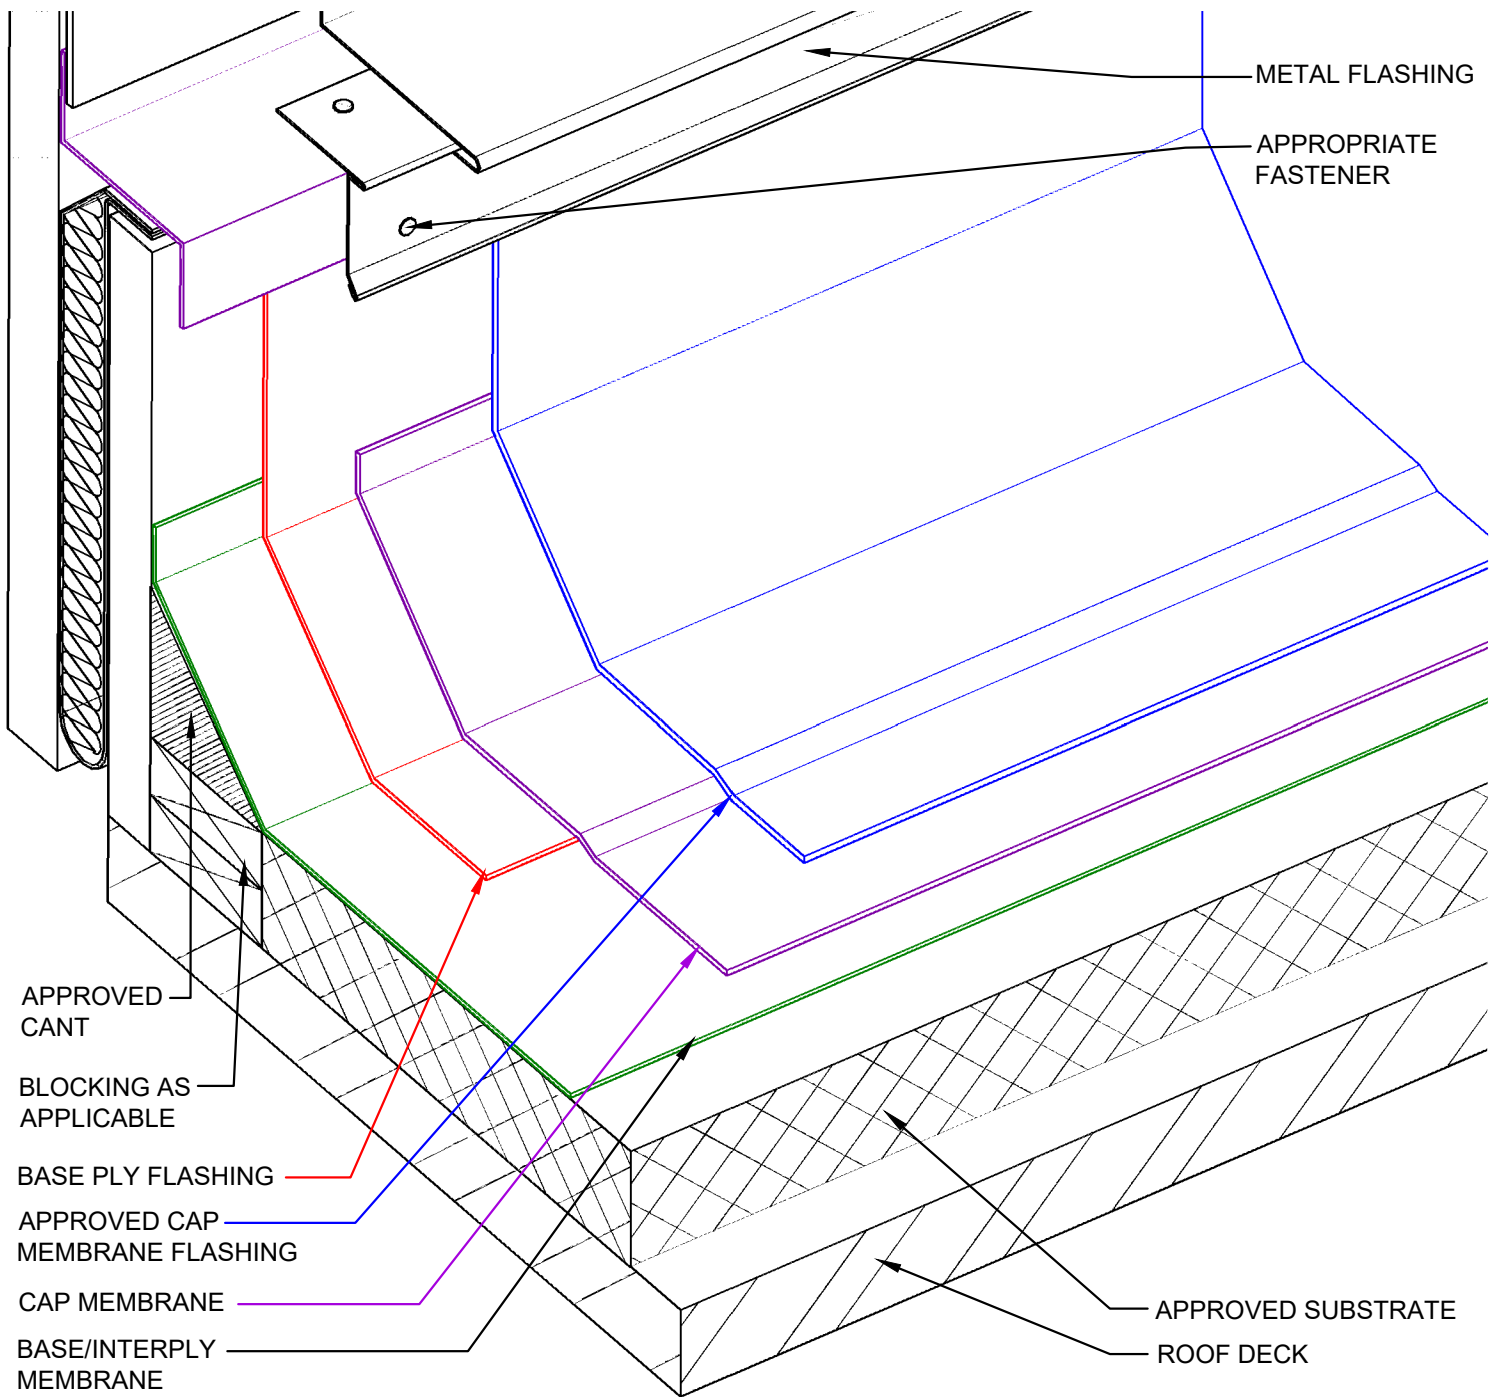 METAL FLASHING
APPROPRIATE
FASTENER
APPROVED
CANT
BLOCKING AS
APPLICABLE
BASE PLY FLASHING
APPROVED CAP
MEMBRANE FLASHING
CAP MEMBRANE
BASE/INTERPLY
MEMBRANE
APPROVED SUBSTRATE
ROOF DECK